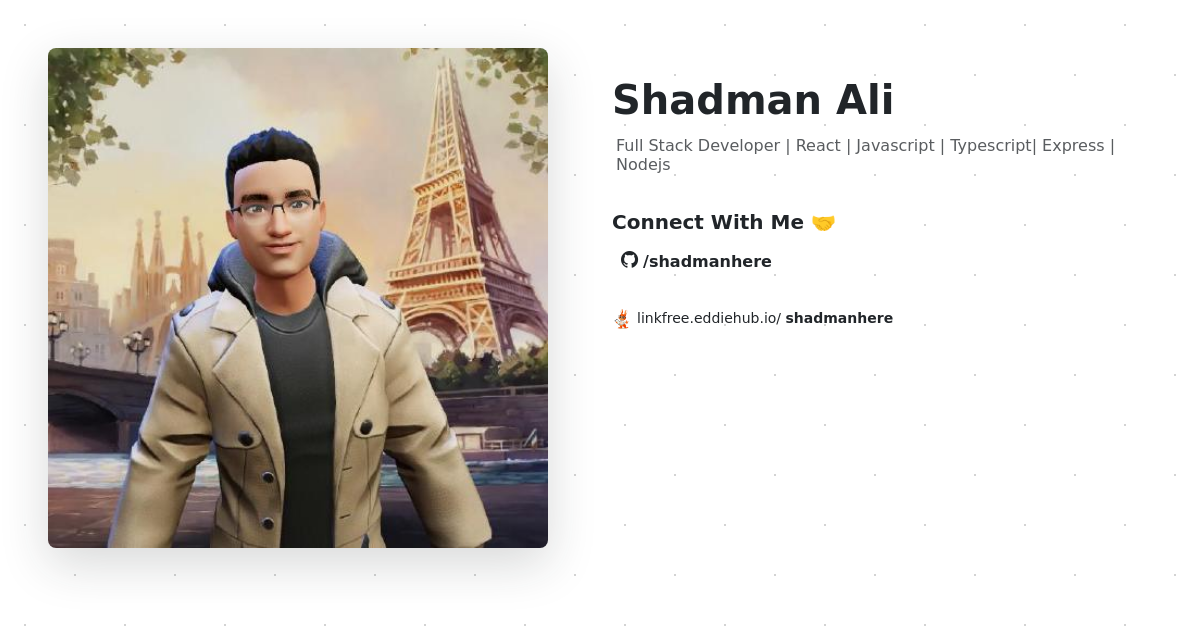 Shadman Ali
Full Stack Developer | React | Javascript | Typescript| Express |
Nodejs
Connect With Me 🤝
/shadmanhere
linkfree.eddiehub.io/ shadmanhere